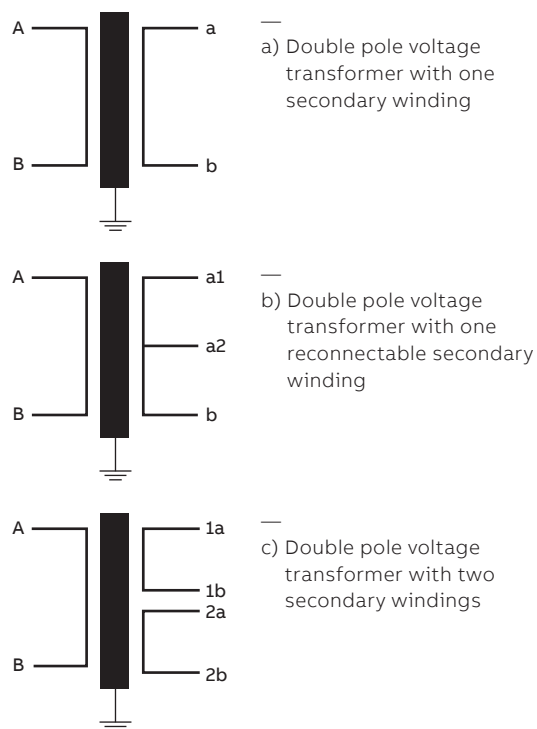 A
a
B
b
—
a) Double pole voltage
transformer with one
secondary winding
A
a1
a2
B
b
—
b) Double pole voltage
transformer with one
reconnectable secondary
winding
A
1a
1b
2a
B
2b
—
c) Double pole voltage
transformer with two
secondary windings